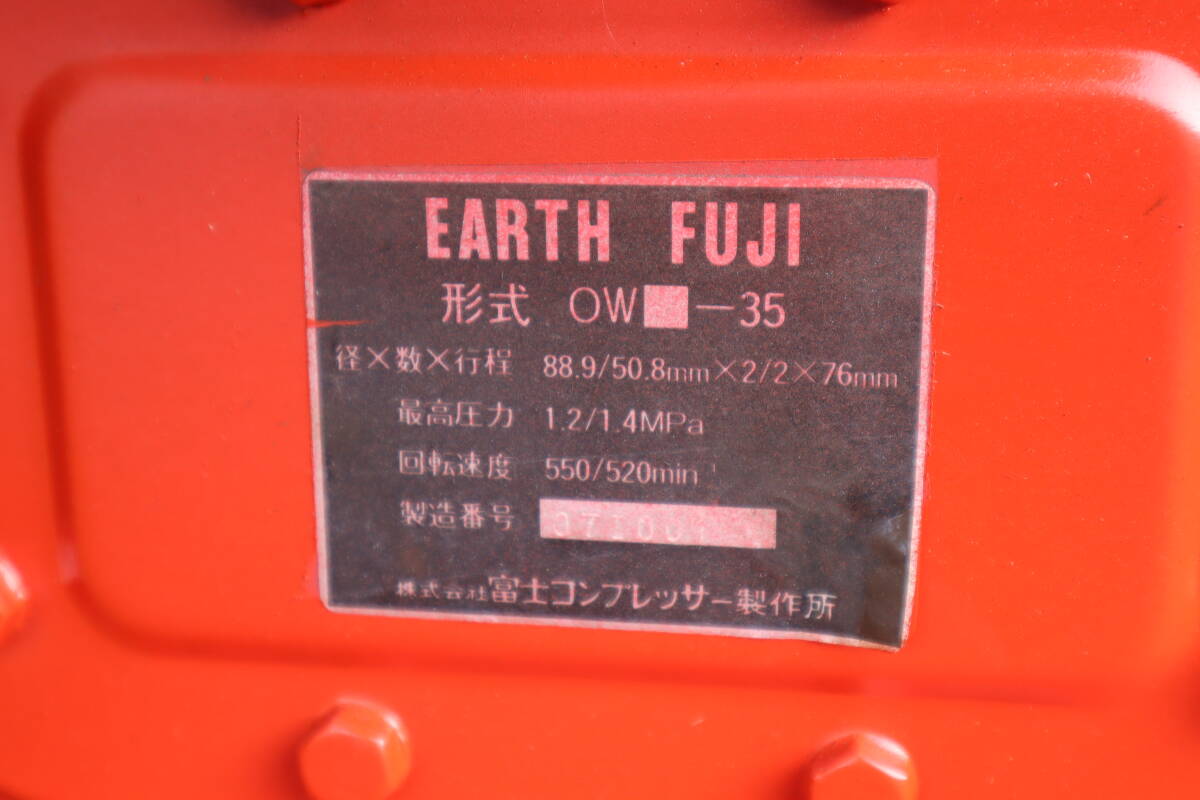 EARTH FUJI
形式 OW■-35
径×数×行程 88.9/50.8mm×2/2×76mm
最高圧力 1.2/1.4MPa
回転速度 550/520min
製造番号
株式会社富士コンプレッサー製作所